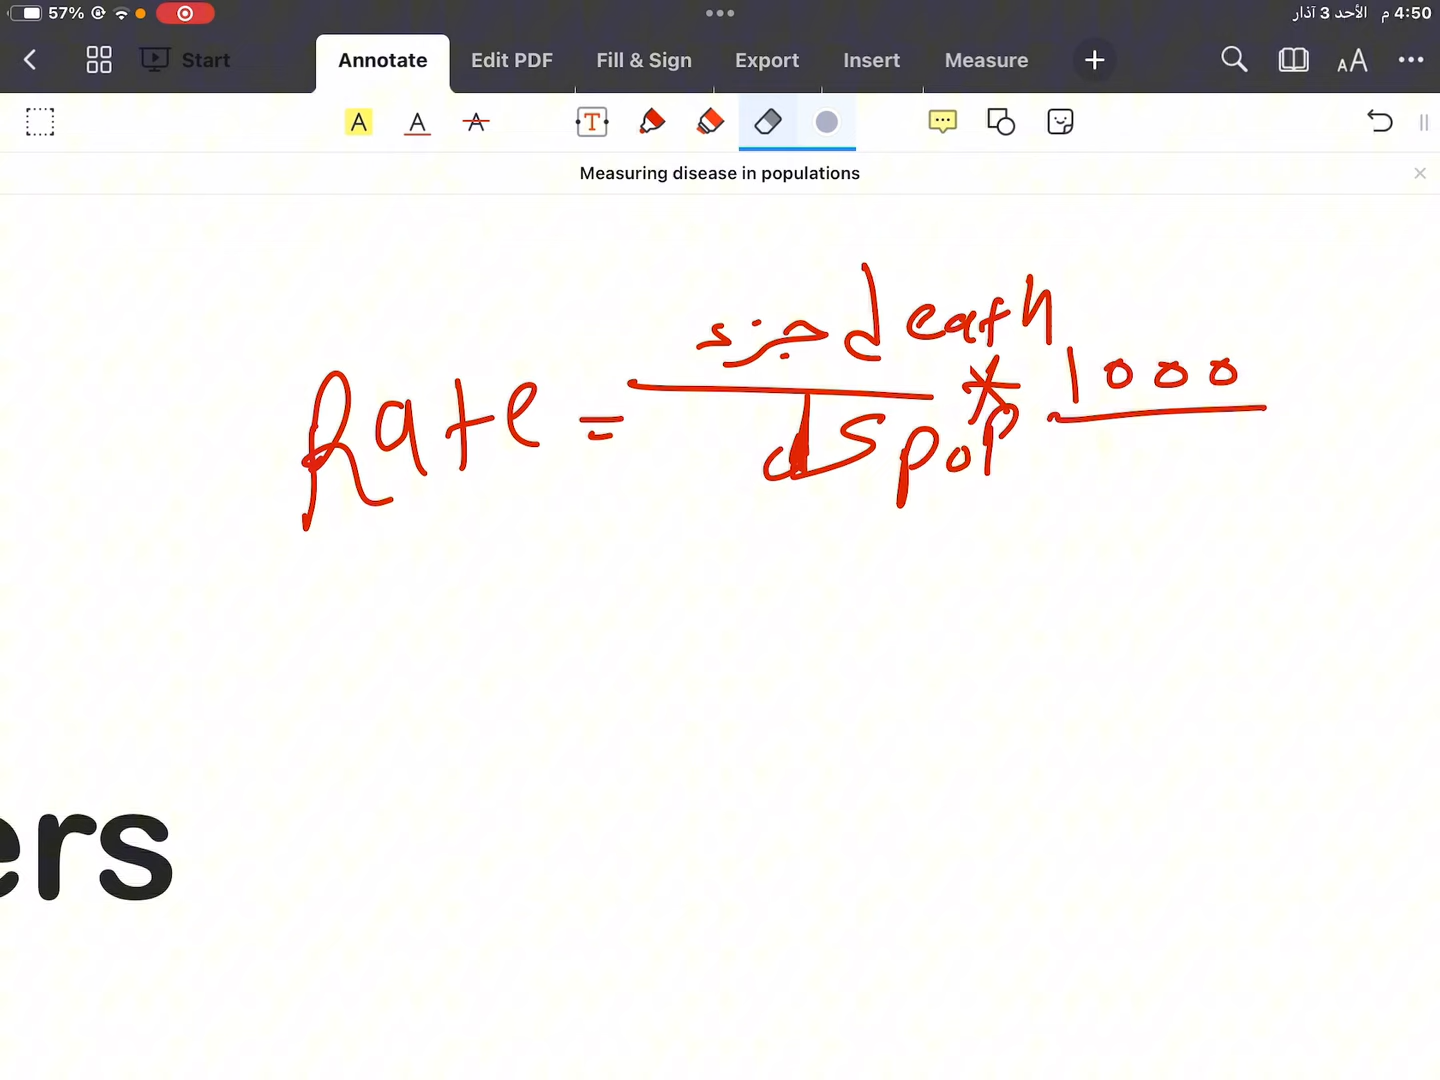 57%
4:50 م الأحد 3 آذار
Start
Annotate
Edit PDF
Fill & Sign
Export
Insert
Measure
Measuring disease in populations
جزء death
Rate = * 1000
كل pop
ers